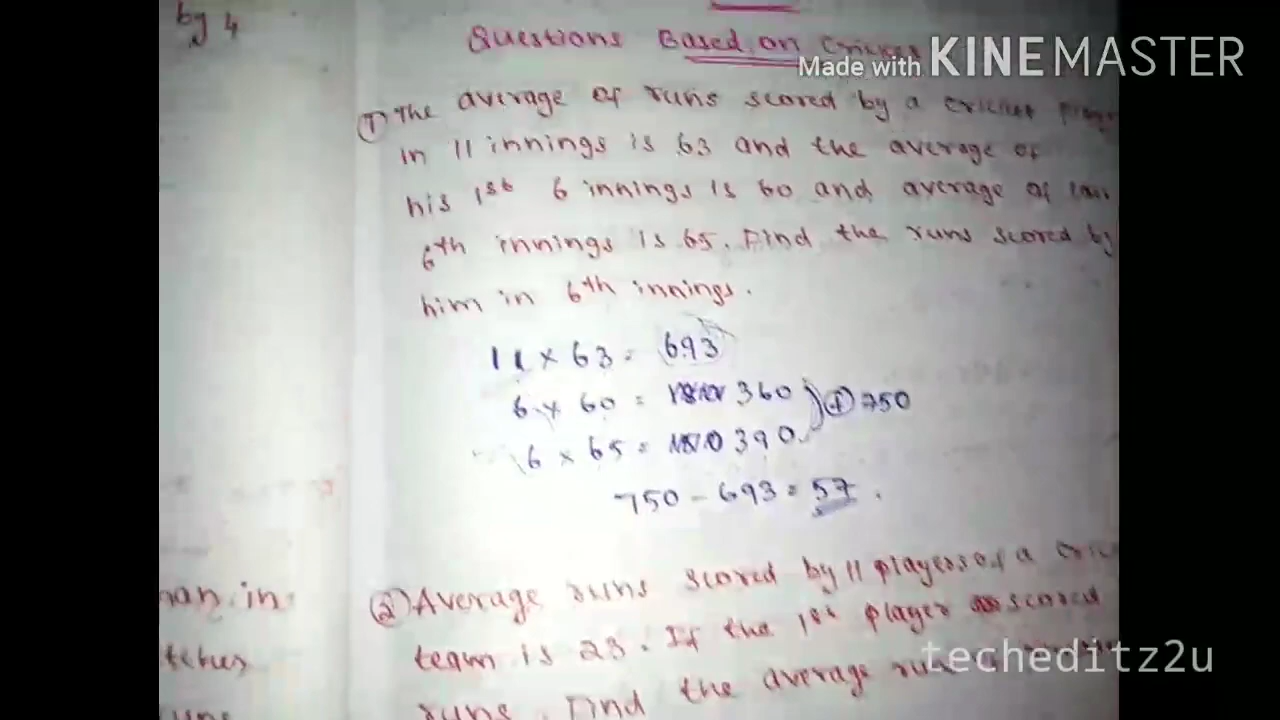 by 4
Questions Based on
Made with KINEMASTER
① The average of runs scored by a cricket
in 11 innings is 63 and the average of
his 1st 6 innings is 60 and average of
6th innings is 65. Find the runs scored by
him in 6th innings.
11 × 63 = 693
6 × 60 = 360
⊕ 750
6 × 65 = 390
750 - 693 = 57.
man in
② Average runs scored by 11 players of a
team is 23. If the 1st player scored
techeditz2u
runs. Find the average